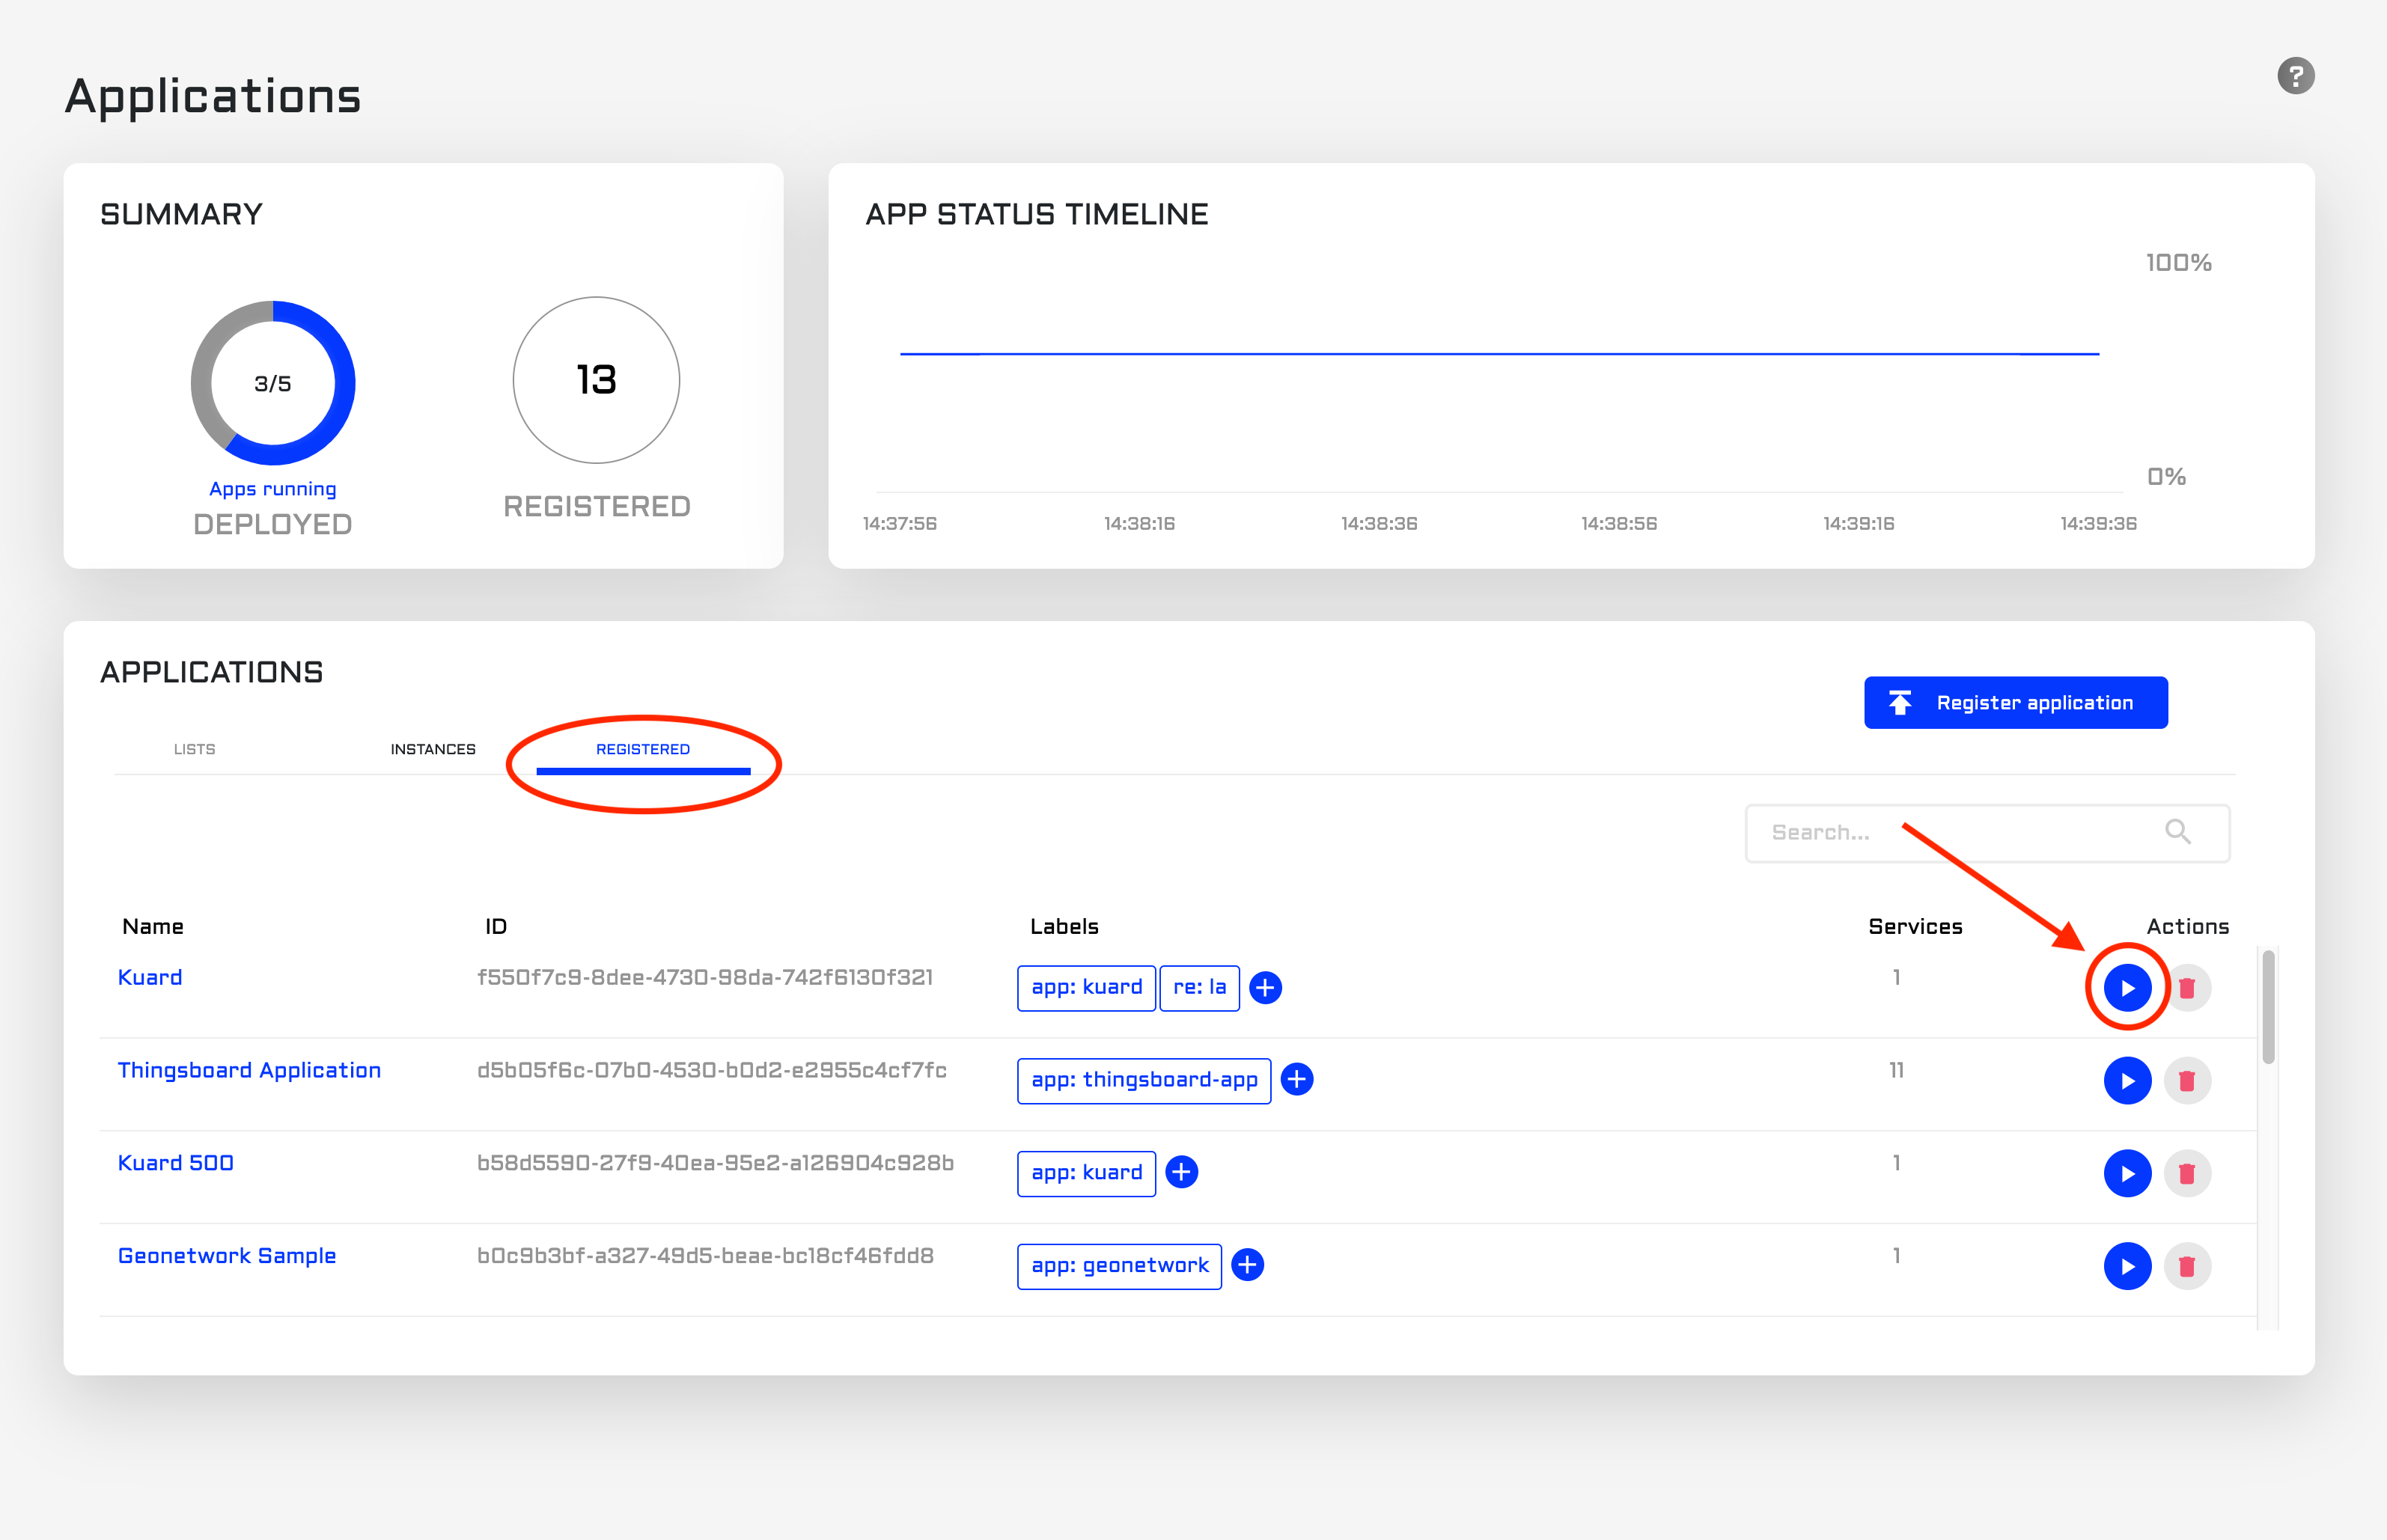 Applications
?
SUMMARY
3/5
Apps running
DEPLOYED
13
REGISTERED
APP STATUS TIMELINE
100%
0%
14:37:56 14:38:16 14:38:36 14:38:56 14:39:16 14:39:36
APPLICATIONS
Register application
LISTS INSTANCES REGISTERED
Search...
Name ID Labels Services Actions
Kuard f550f7c9-8dee-4730-98da-742f6130f321 app: kuard re: la 1
Thingsboard Application d5b05f6c-07b0-4530-b0d2-e2955c4cf7fc app: thingsboard-app 11
Kuard 500 b58d5590-27f9-40ea-95e2-a126904c928b app: kuard 1
Geonetwork Sample b0c9b3bf-a327-49d5-beae-bc18cf46fdd8 app: geonetwork 1